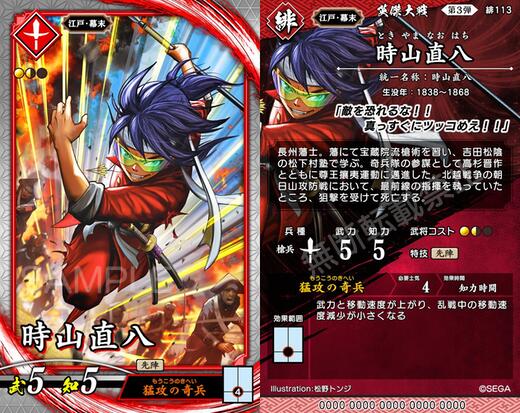 江戸・幕末
SAMPLE
時山直八
先陣
武5 知5
もうこうのきへい
猛攻の奇兵
4
緋
江戸・幕末
英傑大戦
第3弾
緋113
とき やま なお はち
時山直八
統一名称：時山直八
生没年：1838～1868
「敵を恐れるな！！
真っすぐにツッコめえ！！」
長州藩士。藩にて宝蔵院流槍術を習い、吉田松陰
の松下村塾で学ぶ。奇兵隊の参謀として高杉晋作
とともに尊王攘夷運動に邁進した。北越戦争の朝
日山攻防戦において、最前線の指揮を執っていた
ところ、狙撃を受けて死亡する。
兵種 武力 知力 武将コスト
槍兵 5 5 特技 先陣
もうこうのきへい 必要士気 効果時間
猛攻の奇兵 4 知力時間
効果範囲
武力と移動速度が上がり、乱戦中の移動速
度減少が小さくなる
無断転載禁
Illustration：松野トンジ
©SEGA
0000-0000-0000-0000-0000